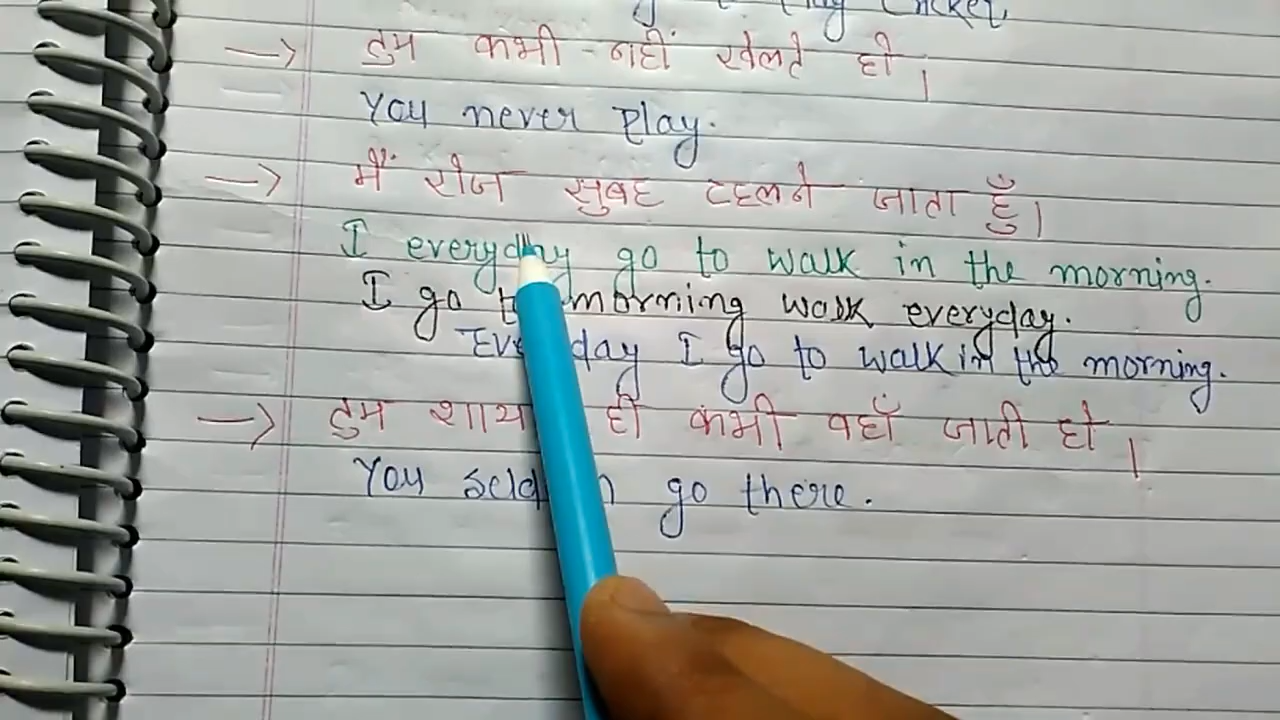 Cricket,
→ तुम कभी नहीं खेलते हो।
You never play.
→ मैं रोज सुबह टहलने जाता हूँ।
I everyday go to walk in the morning.
I go morning walk everyday.
I go to walk in the morning.
→ तुम ही कभी वहाँ जाती हो।
You go there.